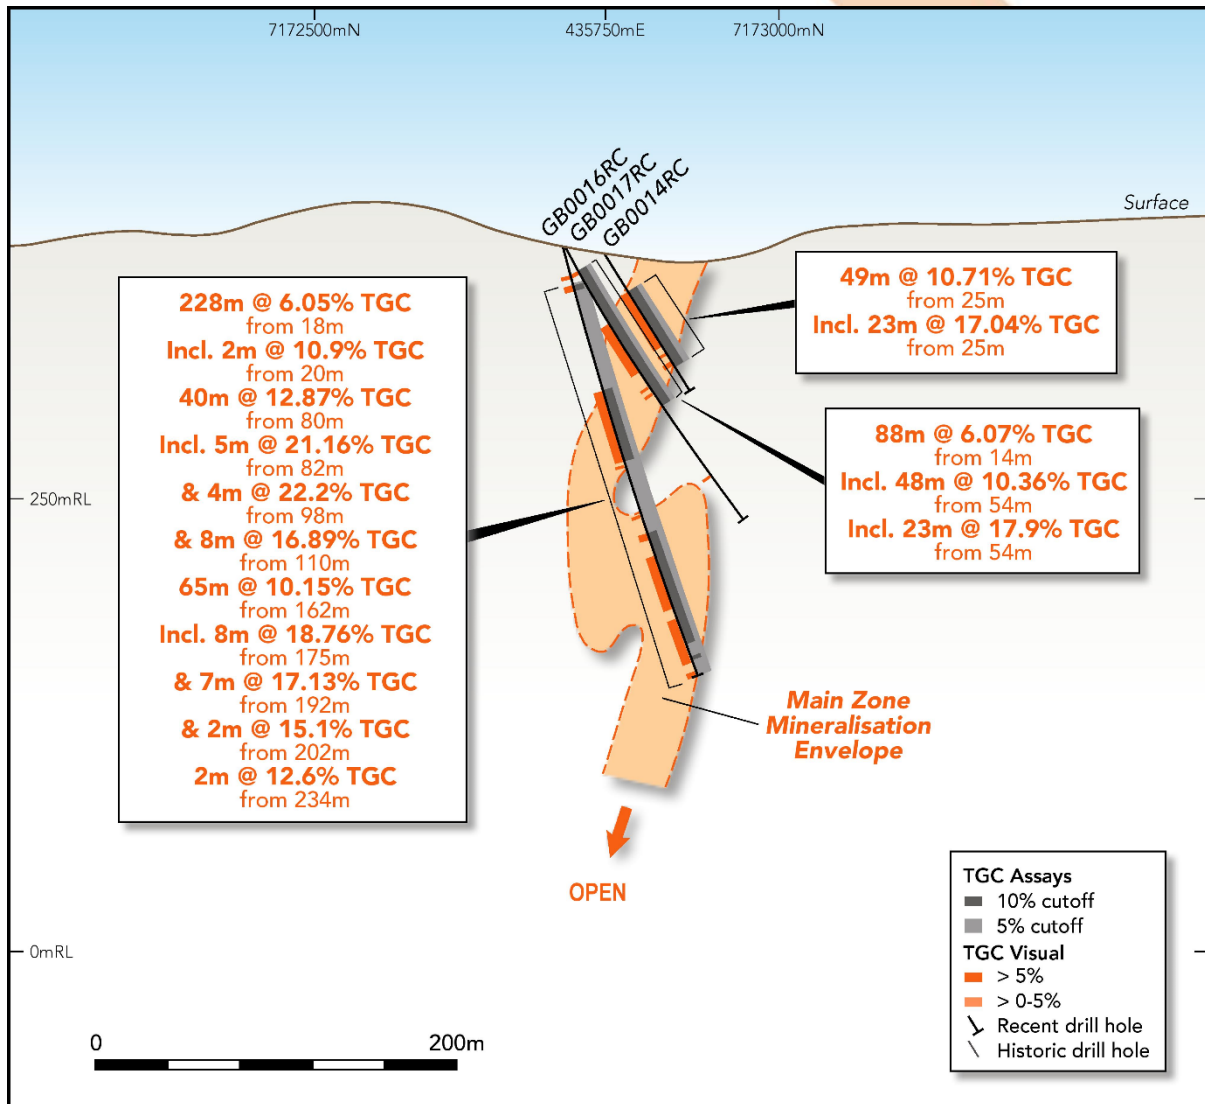 7172500mN
435750mE
7173000mN
GB0016RC
GB0017RC
GB0014RC
Surface
228m @ 6.05% TGC
from 18m
Incl. 2m @ 10.9% TGC
from 20m
40m @ 12.87% TGC
from 80m
Incl. 5m @ 21.16% TGC
from 82m
& 4m @ 22.2% TGC
from 98m
& 8m @ 16.89% TGC
from 110m
65m @ 10.15% TGC
from 162m
Incl. 8m @ 18.76% TGC
from 175m
& 7m @ 17.13% TGC
from 192m
& 2m @ 15.1% TGC
from 202m
2m @ 12.6% TGC
from 234m
49m @ 10.71% TGC
from 25m
Incl. 23m @ 17.04% TGC
from 25m
88m @ 6.07% TGC
from 14m
Incl. 48m @ 10.36% TGC
from 54m
Incl. 23m @ 17.9% TGC
from 54m
250mRL
Main Zone
Mineralisation
Envelope
OPEN
0mRL
0
200m
TGC Assays
10% cutoff
5% cutoff
TGC Visual
> 5%
> 0-5%
Recent drill hole
Historic drill hole